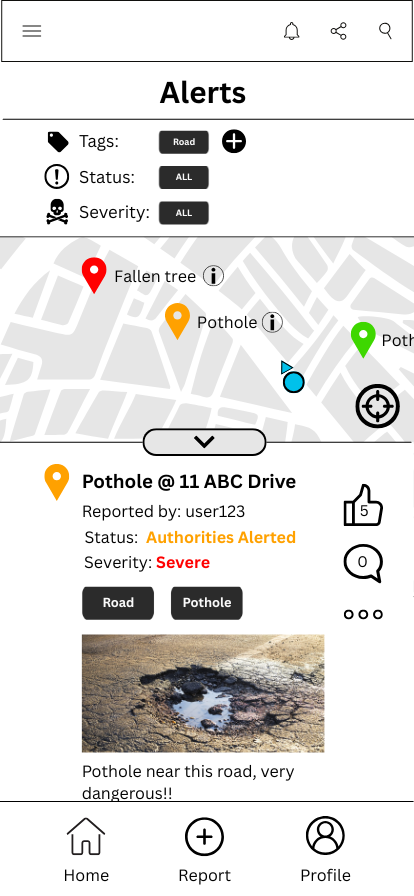 Alerts
Tags: Road
Status: ALL
Severity: ALL
Fallen tree i
Pothole i
Poth
Pothole @ 11 ABC Drive
Reported by: user123
5
Status: Authorities Alerted
Severity: Severe
0
Road Pothole
Pothole near this road, very
dangerous!!
Home Report Profile